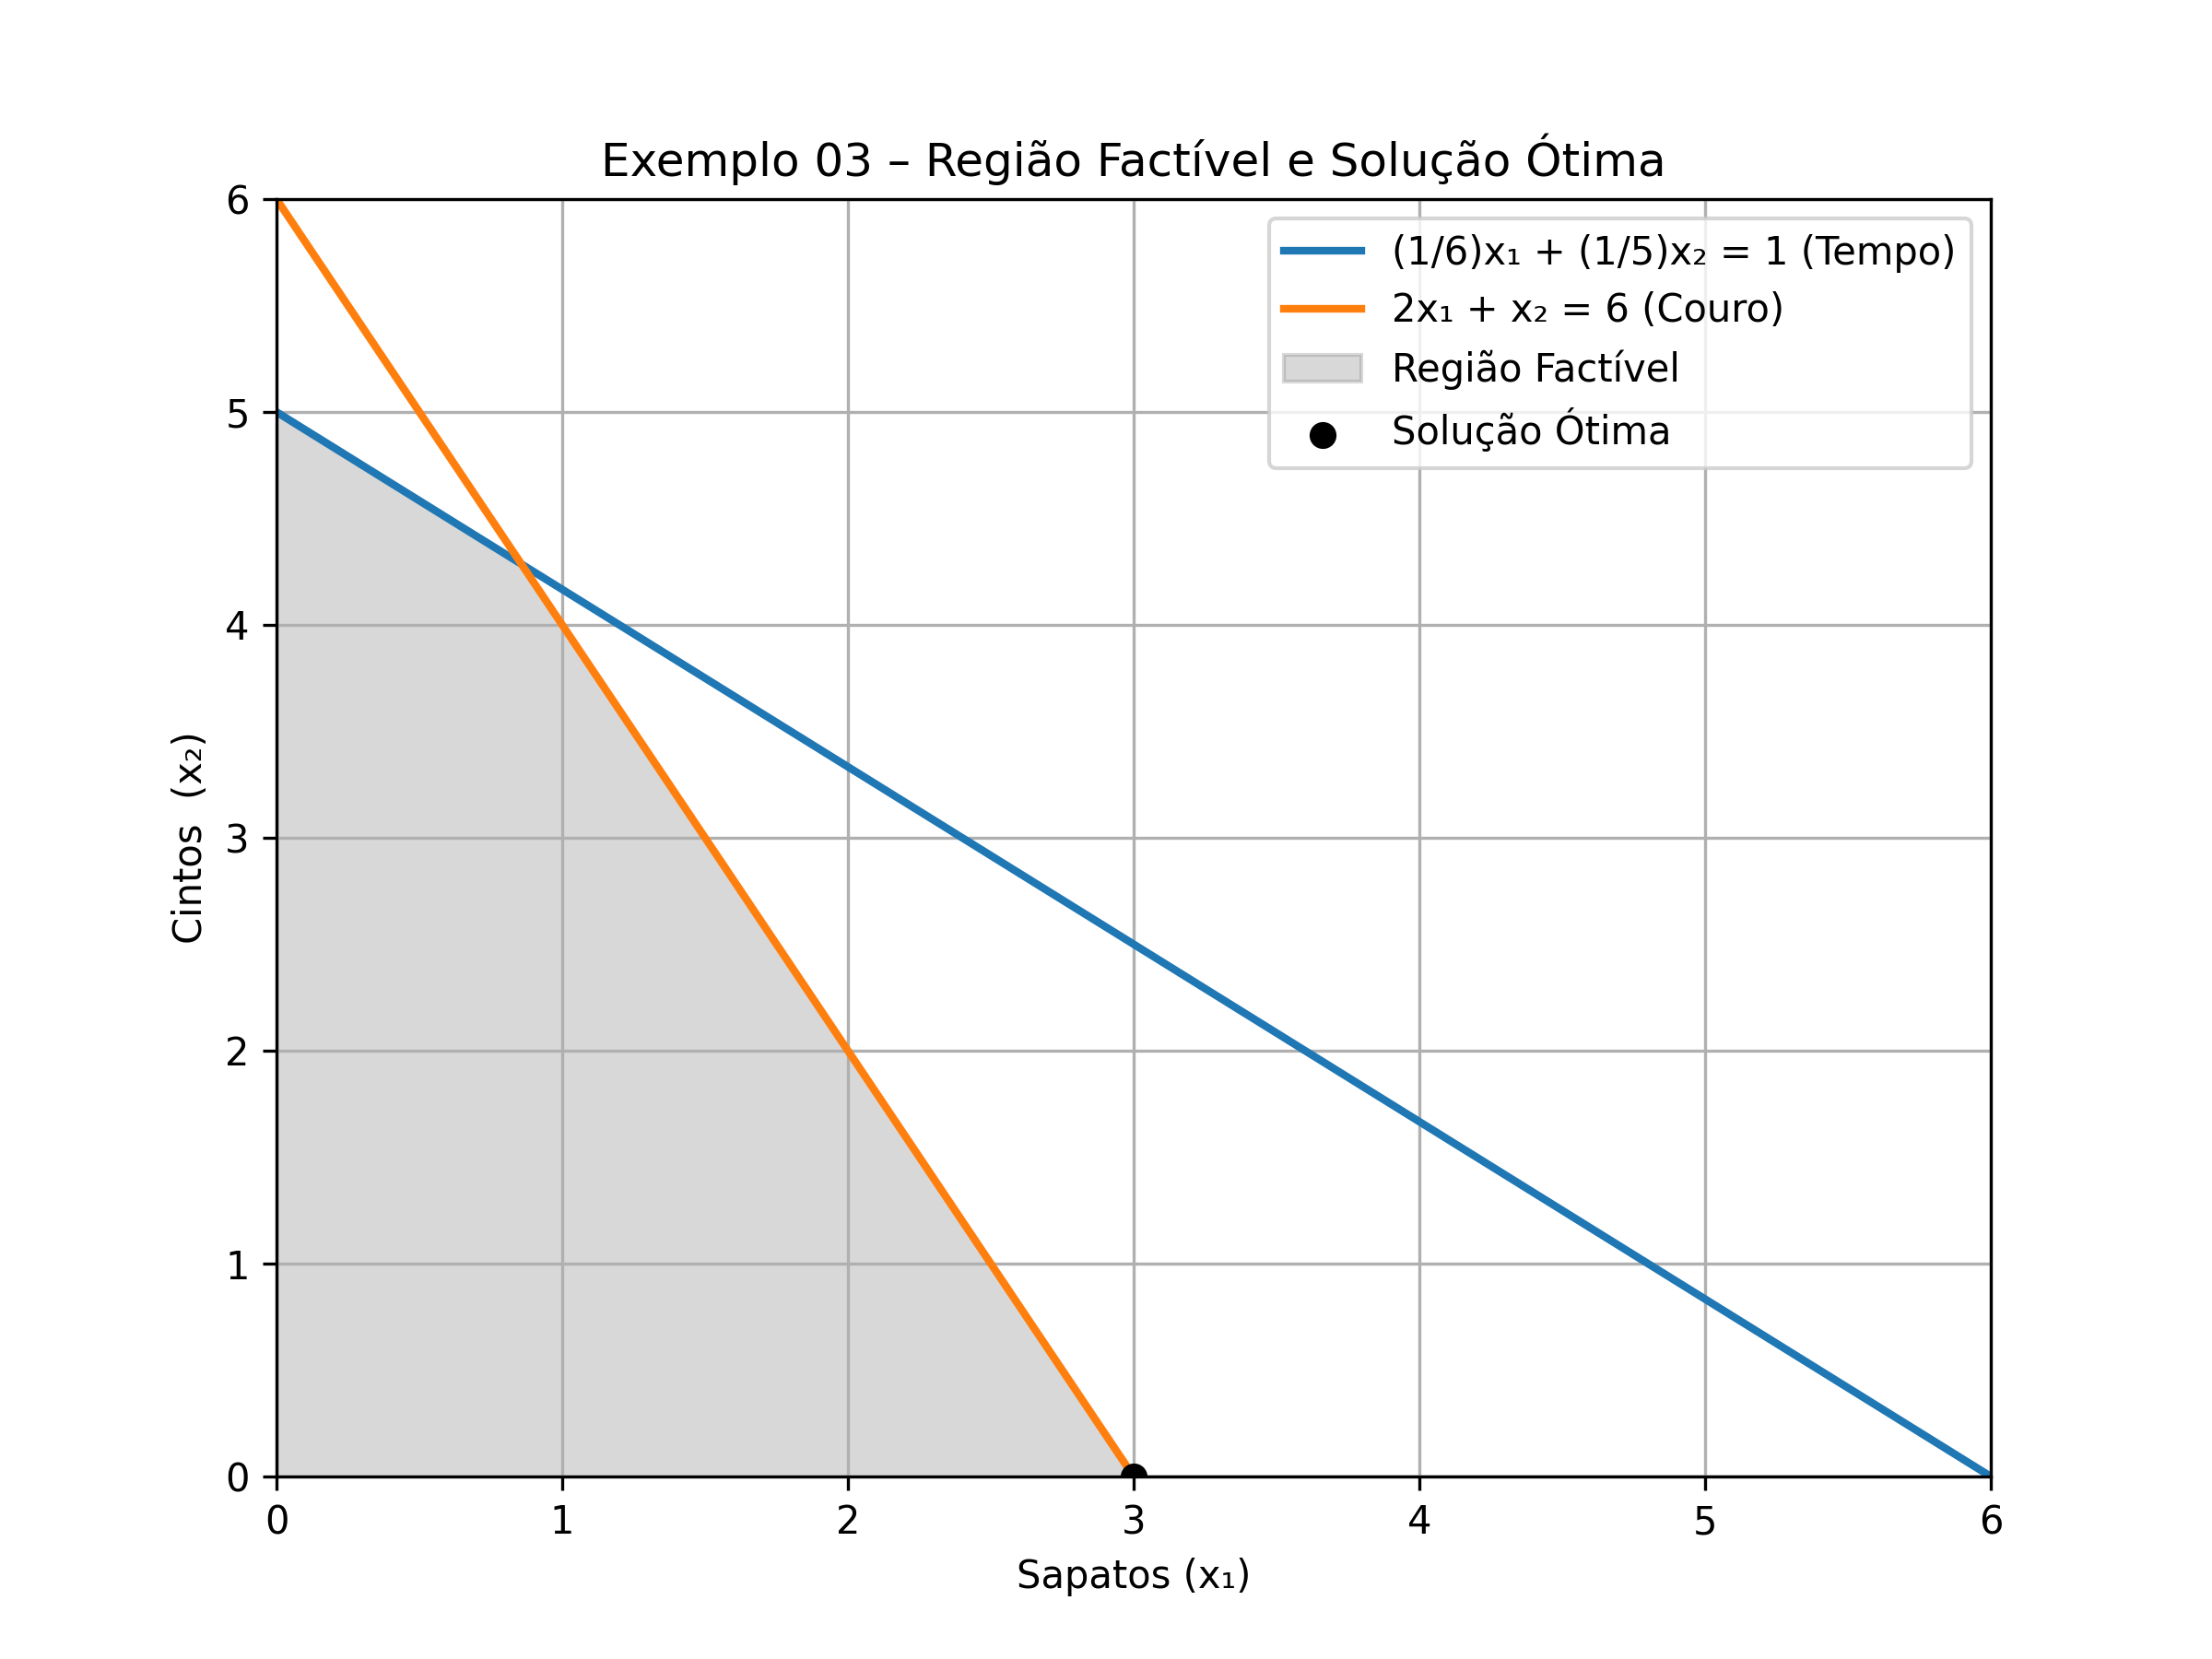 Exemplo 03 – Região Factível e Solução Ótima
(1/6)x₁ + (1/5)x₂ = 1 (Tempo)
2x₁ + x₂ = 6 (Couro)
Região Factível
Solução Ótima
6
5
4
3
2
1
0
Cintos (x₂)
0 1 2 3 4 5 6
Sapatos (x₁)